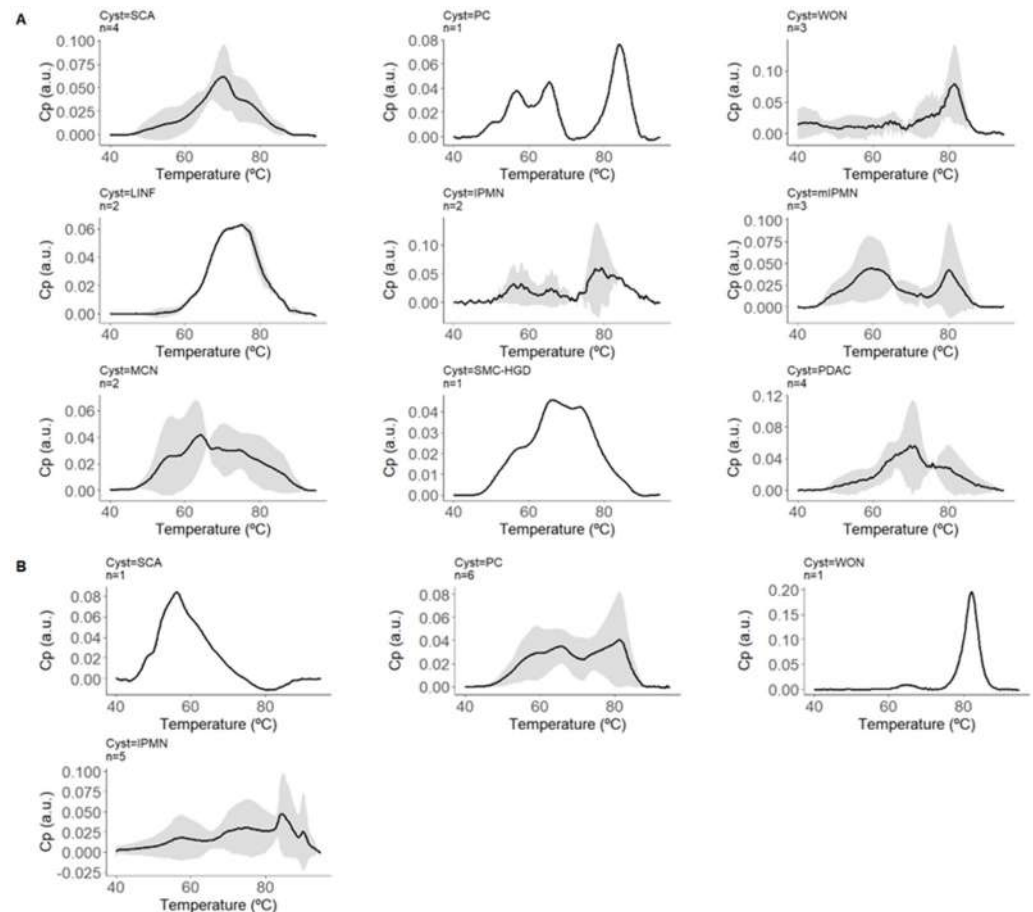 A
Cyst=SCA
n=4
0.100
0.075
0.050
0.025
0.000
Cp (a.u.)
40 60 80
Temperature (ºC)
Cyst=PC
n=1
0.08
0.06
0.04
0.02
0.00
Cp (a.u.)
40 60 80
Temperature (ºC)
Cyst=WON
n=3
0.10
0.05
0.00
Cp (a.u.)
40 60 80
Temperature (ºC)
Cyst=LINF
n=2
0.06
0.04
0.02
0.00
Cp (a.u.)
40 60 80
Temperature (ºC)
Cyst=IPMN
n=2
0.10
0.05
0.00
Cp (a.u.)
40 60 80
Temperature (ºC)
Cyst=mIPMN
n=3
0.100
0.075
0.050
0.025
0.000
Cp (a.u.)
40 60 80
Temperature (ºC)
Cyst=MCN
n=2
0.06
0.04
0.02
0.00
Cp (a.u.)
40 60 80
Temperature (ºC)
Cyst=SMC-HGD
n=1
0.04
0.03
0.02
0.01
0.00
Cp (a.u.)
40 60 80
Temperature (ºC)
Cyst=PDAC
n=4
0.12
0.08
0.04
0.00
Cp (a.u.)
40 60 80
Temperature (ºC)
B
Cyst=SCA
n=1
0.08
0.06
0.04
0.02
0.00
Cp (a.u.)
40 60 80
Temperature (ºC)
Cyst=PC
n=6
0.08
0.06
0.04
0.02
0.00
Cp (a.u.)
40 60 80
Temperature (ºC)
Cyst=WON
n=1
0.20
0.15
0.10
0.05
0.00
Cp (a.u.)
40 60 80
Temperature (ºC)
Cyst=IPMN
n=5
0.100
0.075
0.050
0.025
0.000
-0.025
Cp (a.u.)
40 60 80
Temperature (ºC)